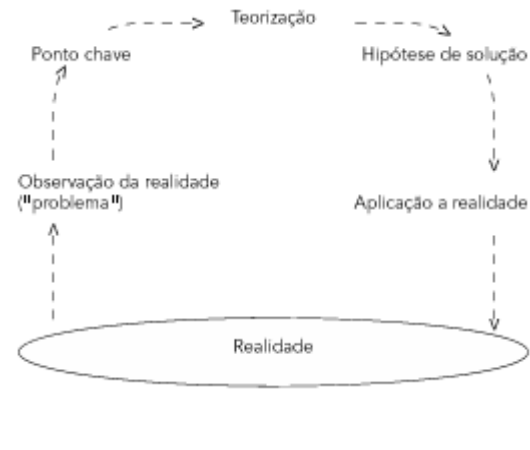 Teorização
Ponto chave
Hipótese de solução
Observação da realidade
("problema")
Aplicação a realidade
Realidade